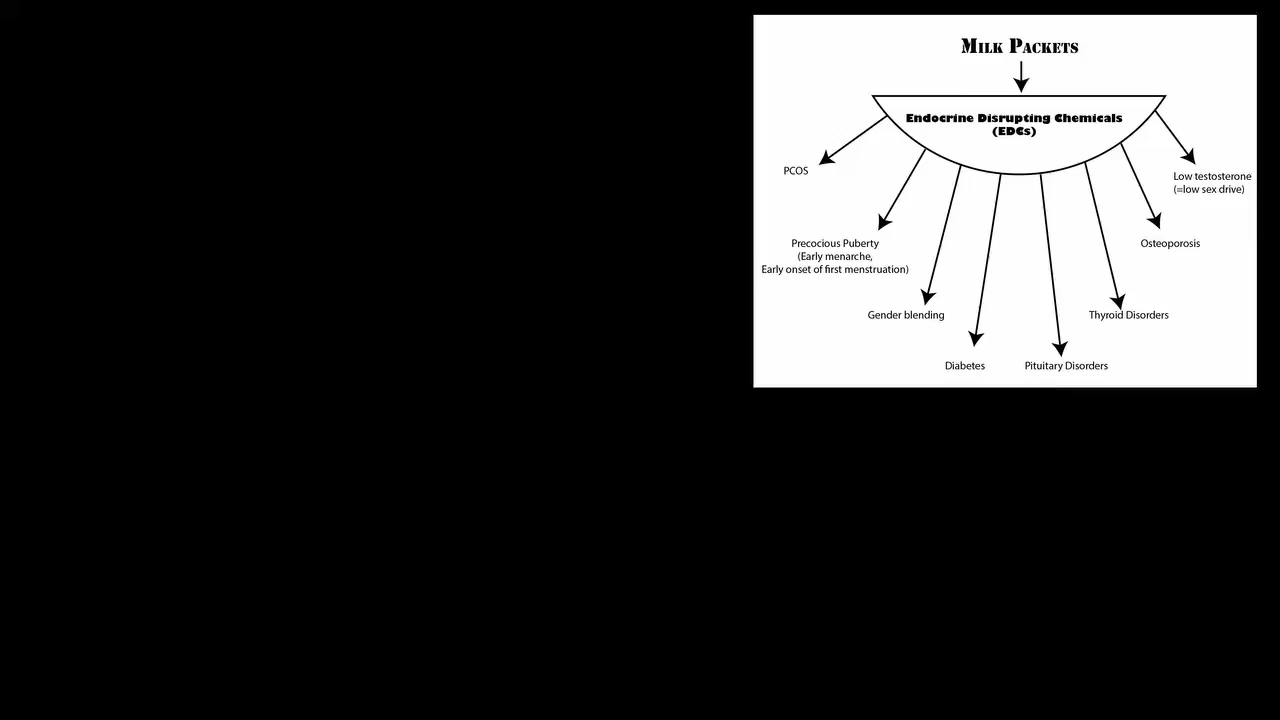 Milk Packets
Endocrine Disrupting Chemicals
(EDCs)
PCOS
Low testosterone
(=low sex drive)
Precocious Puberty
(Early menarche,
Early onset of first menstruation)
Osteoporosis
Gender blending
Thyroid Disorders
Diabetes
Pituitary Disorders